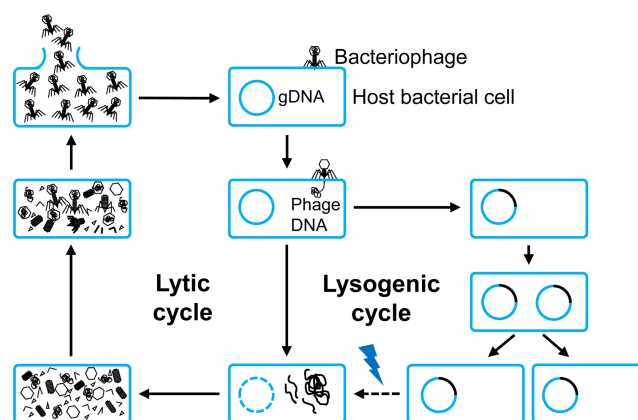 Bacteriophage
gDNA
Host bacterial cell
Phage
DNA
Lytic
cycle
Lysogenic
cycle